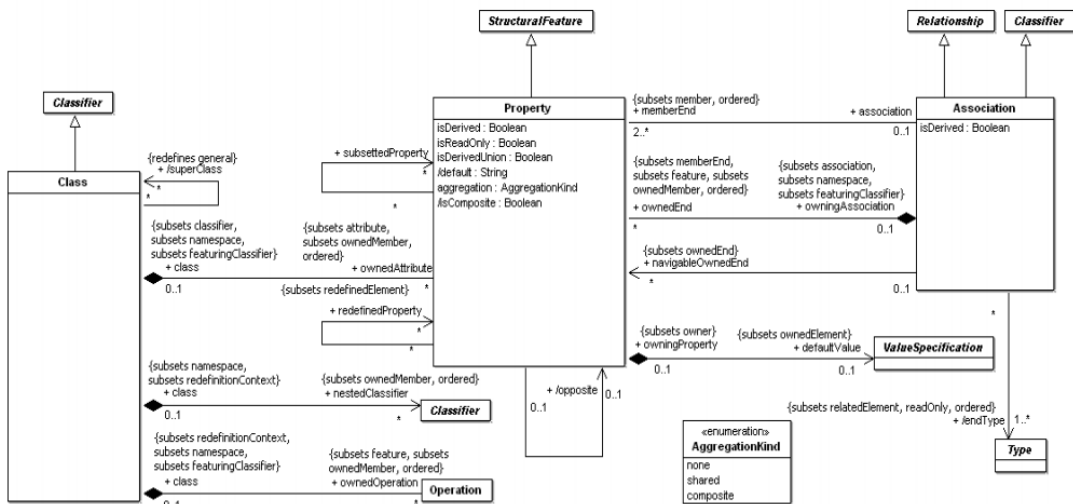 StructuralFeature
Relationship
Classifier
Classifier
Property
isDerived : Boolean
isReadOnly : Boolean
isDerivedUnion : Boolean
/default : String
aggregation : AggregationKind
/isComposite : Boolean
Association
isDerived : Boolean
{subsets member, ordered}
+ memberEnd
2..*
+ association
0..1
{subsets memberEnd,
subsets feature, subsets
ownedMember, ordered}
+ ownedEnd
*
{subsets association,
subsets namespace,
subsets featuringClassifier}
+ owningAssociation
0..1
{subsets ownedEnd}
+ navigableOwnedEnd
*
0..1
Class
{redefines general}
+ /superClass
*
*
+ subsettedProperty
*
*
{subsets classifier,
subsets namespace,
subsets featuringClassifier}
+ class
0..1
{subsets attribute,
subsets ownedMember,
ordered}
+ ownedAttribute
*
{subsets redefinedElement}
+ redefinedProperty
*
*
{subsets owner}
+ owningProperty
0..1
{subsets ownedElement}
+ defaultValue
0..1
ValueSpecification
*
{subsets namespace,
subsets redefinitionContext}
+ class
0..1
{subsets ownedMember, ordered}
+ nestedClassifier
*
Classifier
+ /opposite
0..1
0..1
{subsets relatedElement, readOnly, ordered}
+ /endType
1..*
Type
«enumeration»
AggregationKind
none
shared
composite
{subsets redefinitionContext,
subsets namespace,
subsets featuringClassifier}
+ class
{subsets feature, subsets
ownedMember, ordered}
+ ownedOperation
Operation